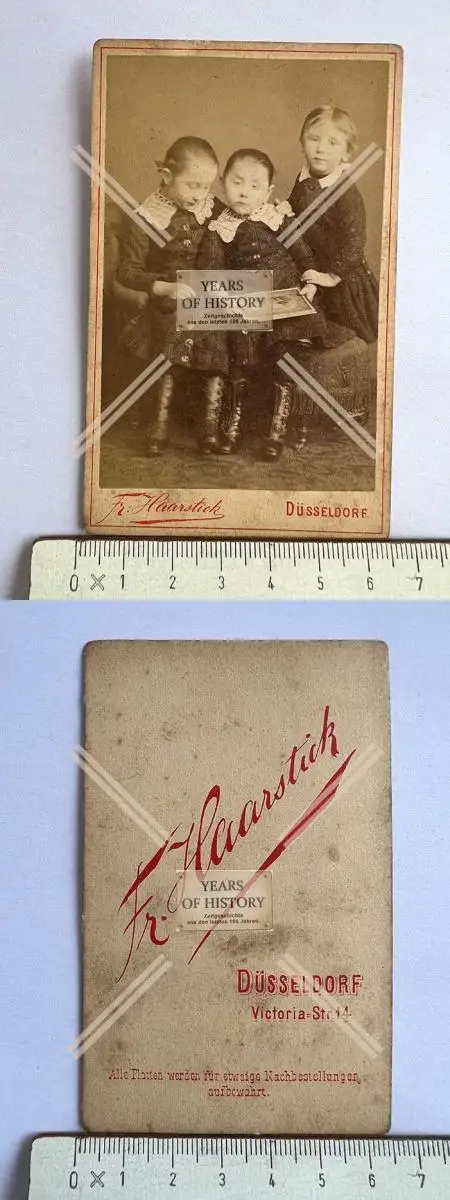 YEARS
OF HISTORY
Zeitgeschichte
aus den letzten 100 Jahren.
Fr. Haarstick
DÜSSELDORF
0 1 2 3 4 5 6 7
Fr. Haarstick
YEARS
OF HISTORY
Zeitgeschichte
aus den letzten 100 Jahren.
DÜSSELDORF
Victoria-Str. 14
Alle Platten werden für etwaige Nachbestellungen
aufbewahrt.
0 1 2 3 4 5 6 7